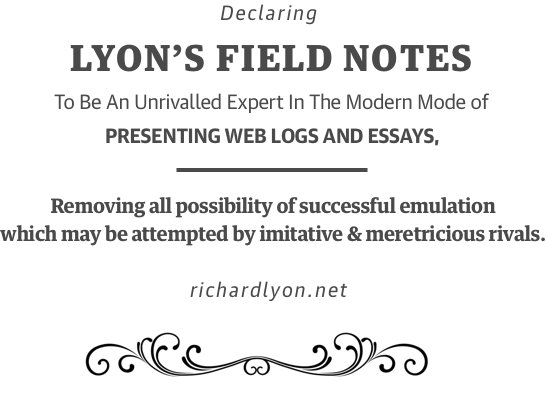 Declaring
LYON’S FIELD NOTES
To Be An Unrivalled Expert In The Modern Mode of
PRESENTING WEB LOGS AND ESSAYS,
Removing all possibility of successful emulation
which may be attempted by imitative & meretricious rivals.
richardlyon.net